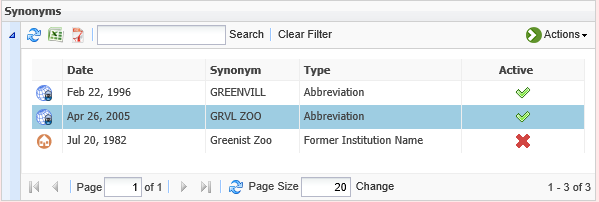 Synonyms
Search Clear Filter Actions
Date Synonym Type Active
Feb 22, 1996 GREENVILL Abbreviation
Apr 26, 2005 GRVL ZOO Abbreviation
Jul 20, 1982 Greenist Zoo Former Institution Name
Page 1 of 1 Page Size 20 Change 1 - 3 of 3